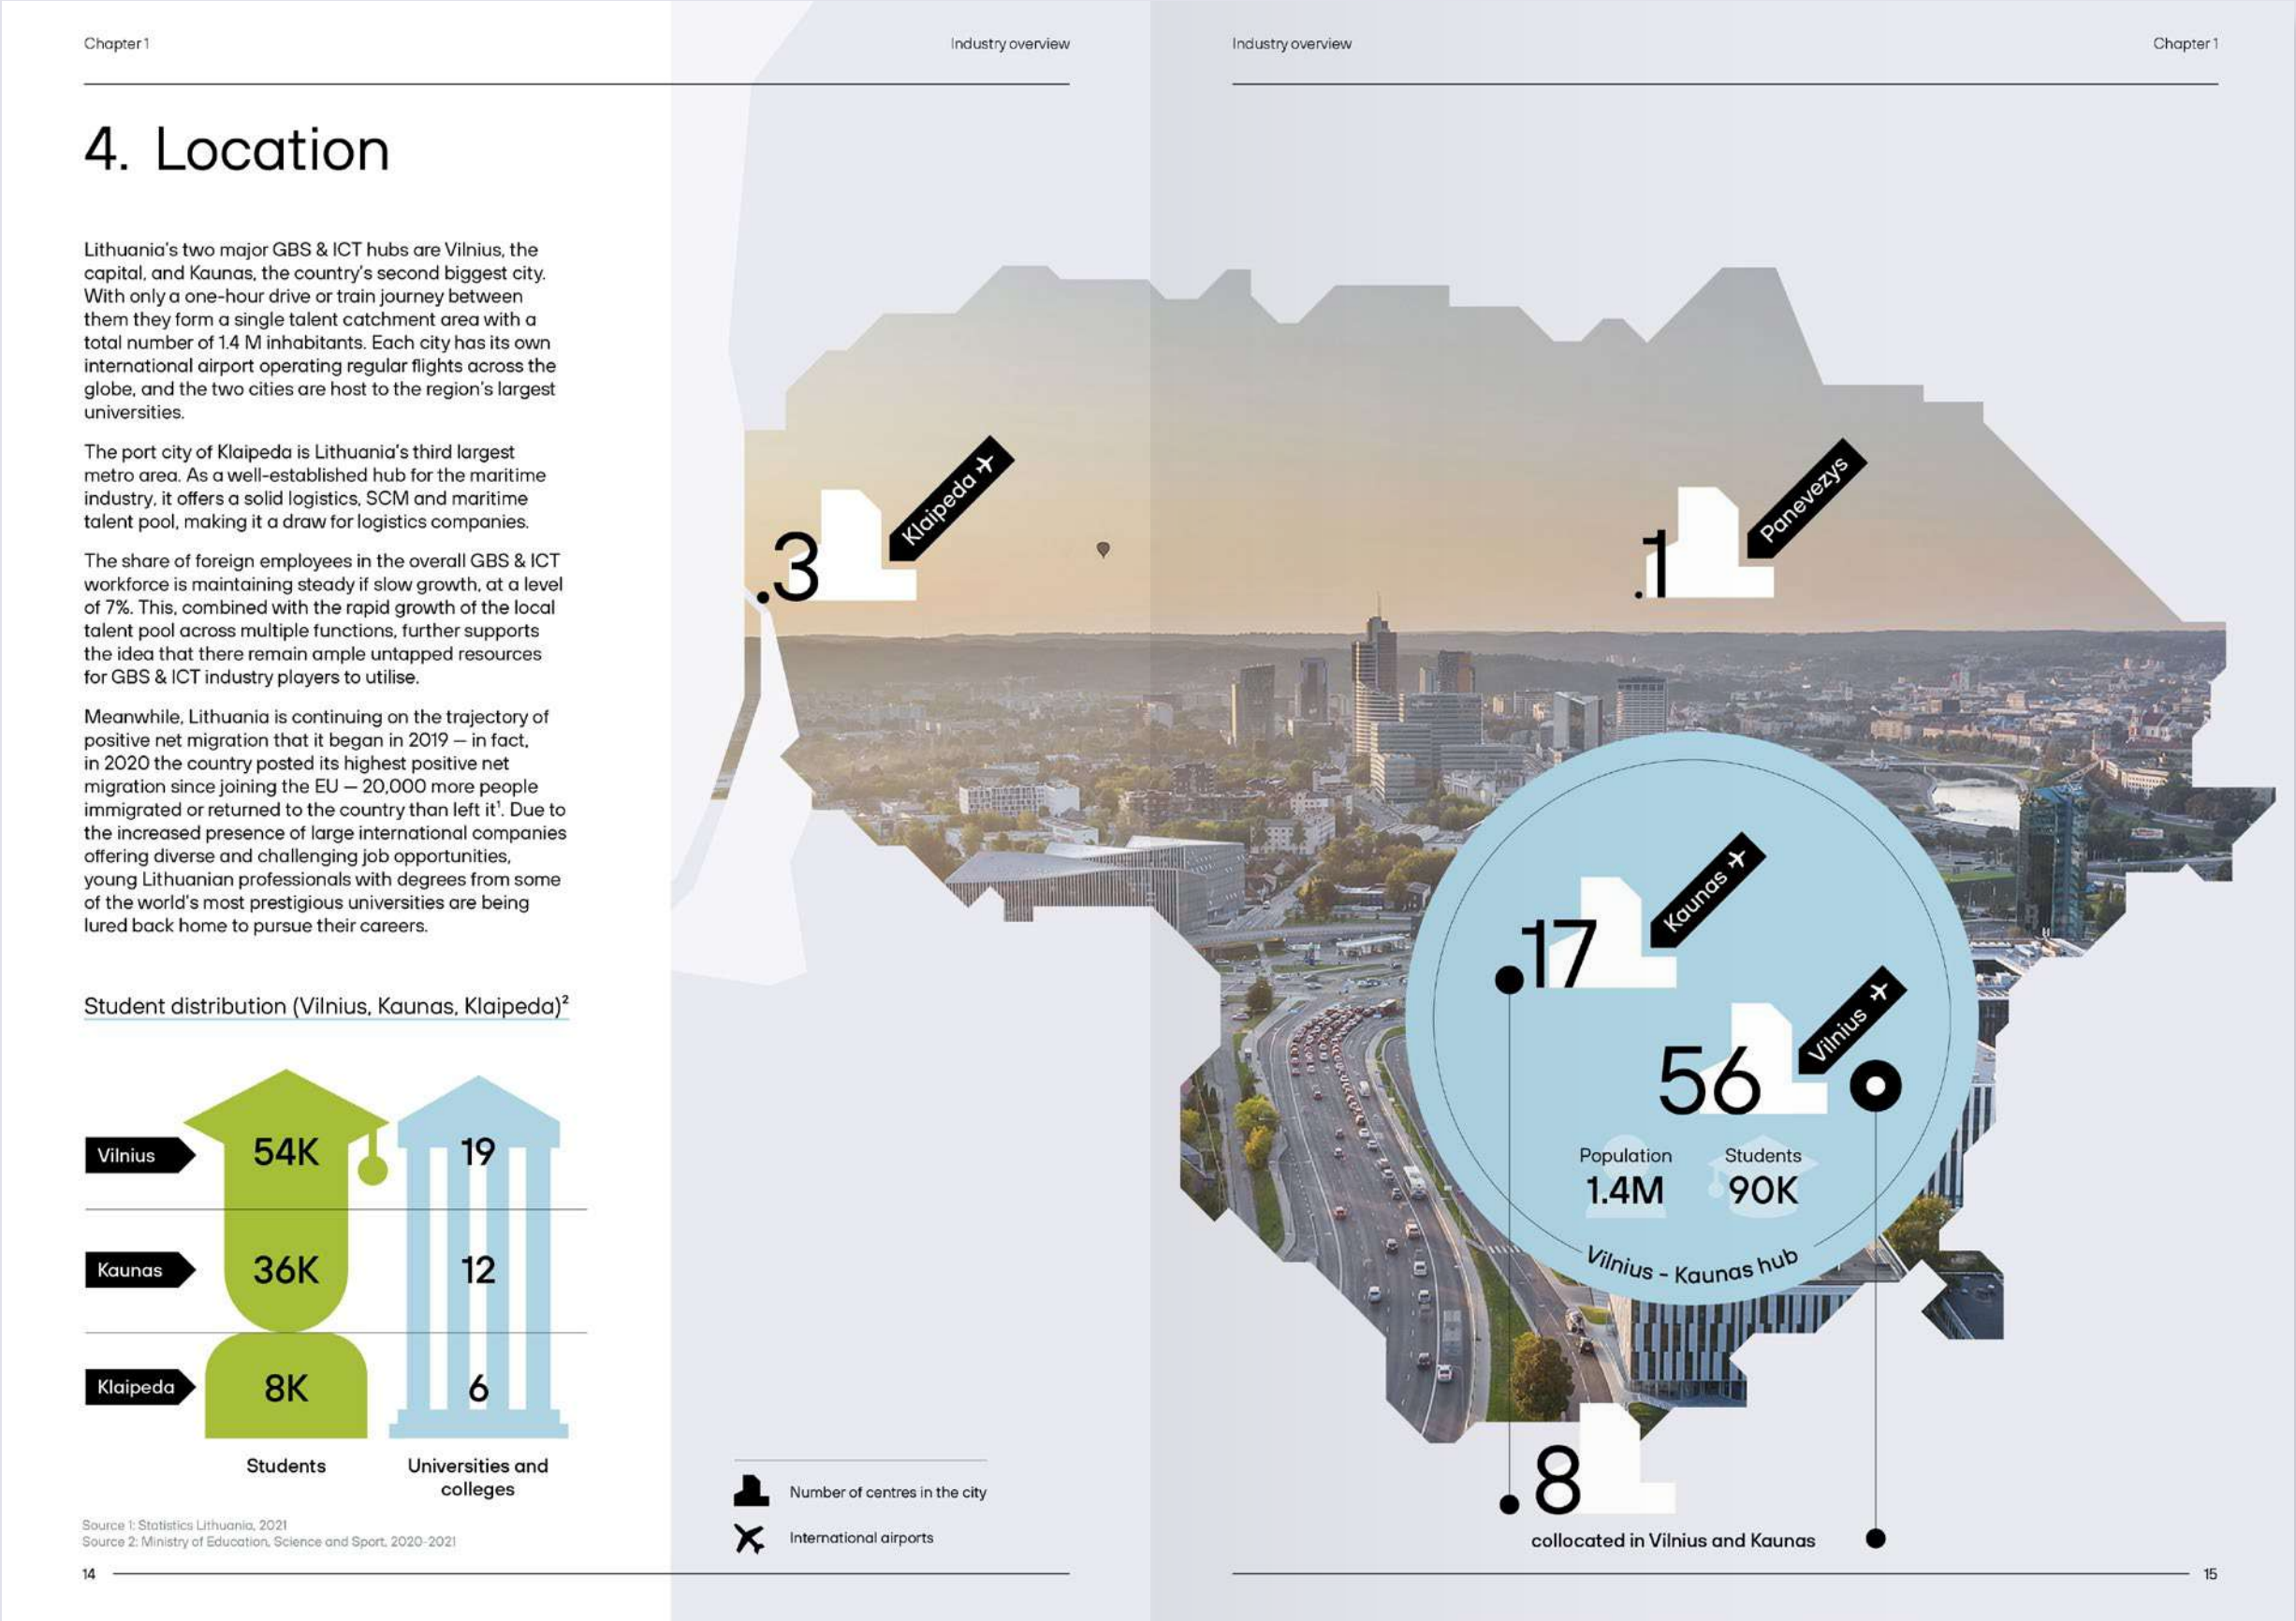 Chapter 1
Industry overview
Industry overview
Chapter 1
4. Location
Lithuania's two major GBS & ICT hubs are Vilnius, the
capital, and Kaunas, the country's second biggest city.
With only a one-hour drive or train journey between
them they form a single talent catchment area with a
total number of 1.4 M inhabitants. Each city has its own
international airport operating regular flights across the
globe, and the two cities are host to the region's largest
universities.
The port city of Klaipeda is Lithuania's third largest
metro area. As a well-established hub for the maritime
industry, it offers a solid logistics, SCM and maritime
talent pool, making it a draw for logistics companies.
The share of foreign employees in the overall GBS & ICT
workforce is maintaining steady if slow growth, at a level
of 7%. This, combined with the rapid growth of the local
talent pool across multiple functions, further supports
the idea that there remain ample untapped resources
for GBS & ICT industry players to utilise.
Meanwhile, Lithuania is continuing on the trajectory of
positive net migration that it began in 2019 — in fact,
in 2020 the country posted its highest positive net
migration since joining the EU — 20,000 more people
immigrated or returned to the country than left it¹. Due to
the increased presence of large international companies
offering diverse and challenging job opportunities,
young Lithuanian professionals with degrees from some
of the world's most prestigious universities are being
lured back home to pursue their careers.
Student distribution (Vilnius, Kaunas, Klaipeda)²
Vilnius
54K
19
Kaunas
36K
12
Klaipeda
8K
6
Students
Universities and
colleges
Source 1: Statistics Lithuania, 2021
Source 2: Ministry of Education, Science and Sport, 2020-2021
14
3
Klaipeda
1
Panevezys
17
Kaunas
56
Vilnius
Population
1.4M
Students
90K
Vilnius - Kaunas hub
8
collocated in Vilnius and Kaunas
Number of centres in the city
International airports
15